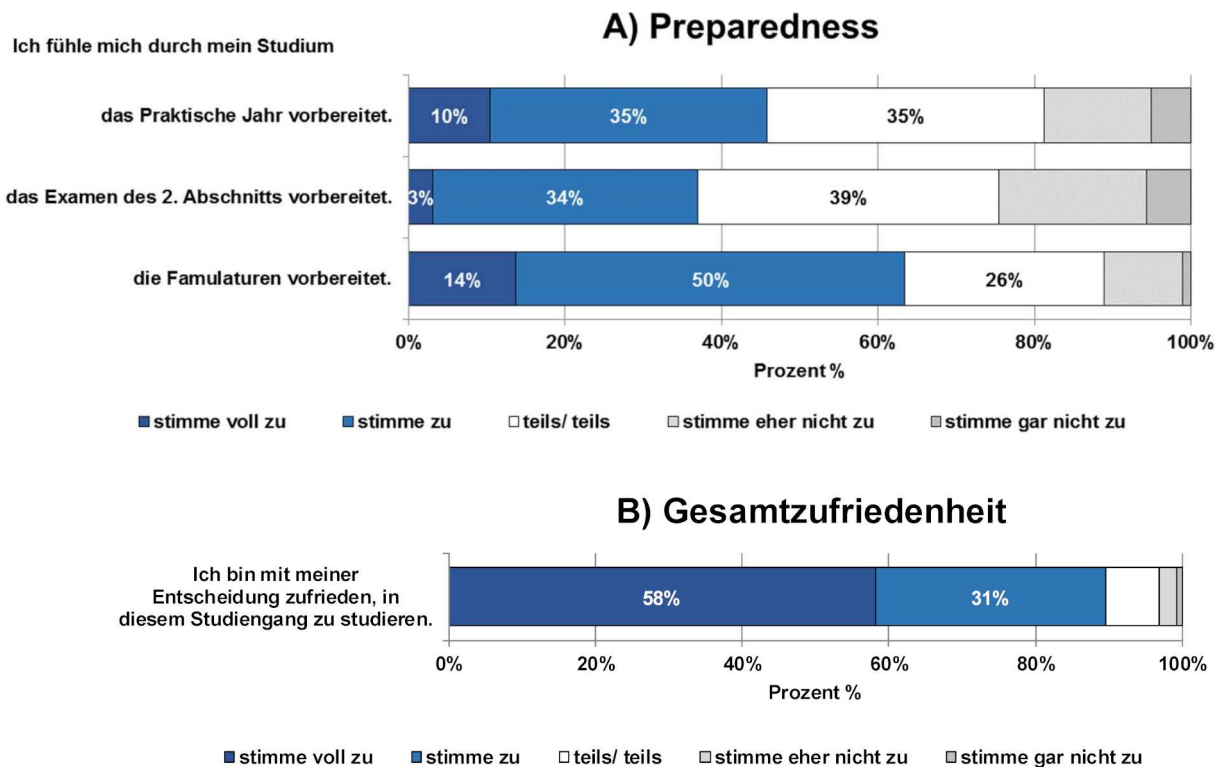 A) Preparedness
Ich fühle mich durch mein Studium
das Praktische Jahr vorbereitet.
10% 35% 35%
das Examen des 2. Abschnitts vorbereitet.
3% 34% 39%
die Famulaturen vorbereitet.
14% 50% 26%
0% 20% 40% 60% 80% 100%
Prozent %
stimme voll zu stimme zu teils/ teils stimme eher nicht zu stimme gar nicht zu
B) Gesamtzufriedenheit
Ich bin mit meiner
Entscheidung zufrieden, in
diesem Studiengang zu studieren.
58% 31%
0% 20% 40% 60% 80% 100%
Prozent %
stimme voll zu stimme zu teils/ teils stimme eher nicht zu stimme gar nicht zu